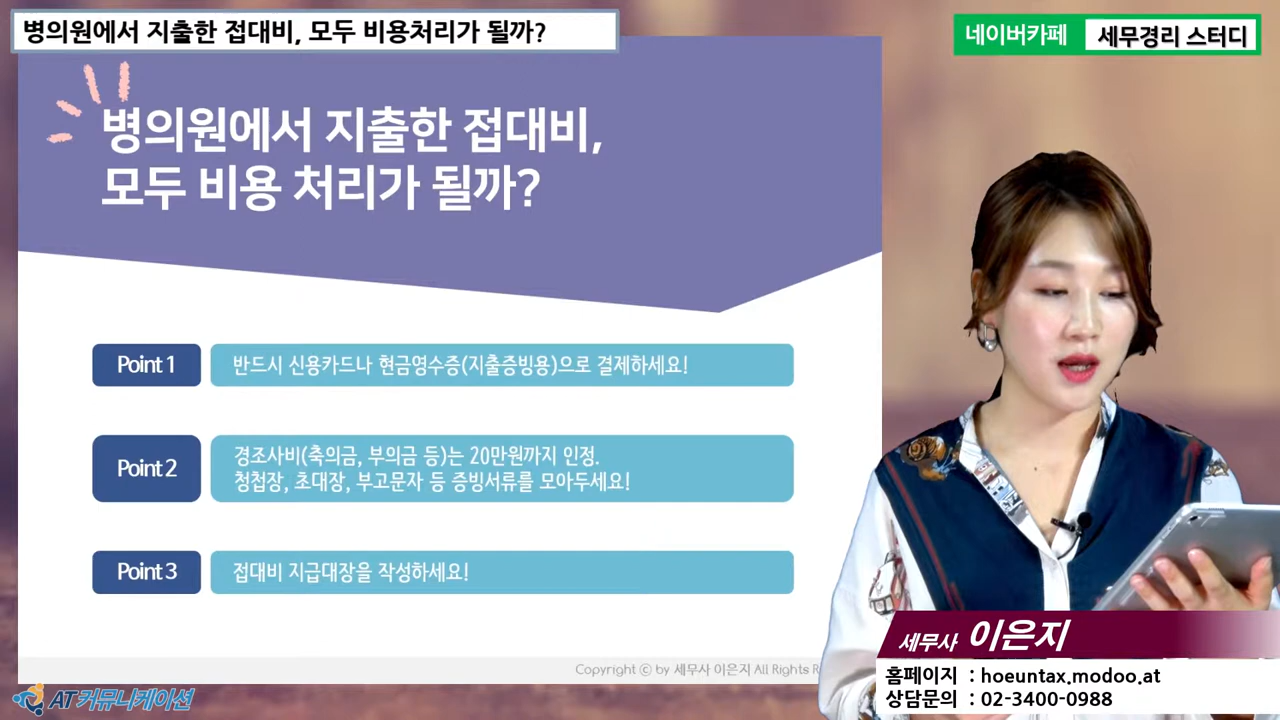 병의원에서 지출한 접대비, 모두 비용처리가 될까?
네이버카페 세무경리 스터디
병의원에서 지출한 접대비,
모두 비용 처리가 될까?
Point 1 반드시 신용카드나 현금영수증(지출증빙용)으로 결제하세요!
Point 2 경조사비(축의금, 부의금 등)는 20만원까지 인정.
청첩장, 초대장, 부고문자 등 증빙서류를 모아두세요!
Point 3 접대비 지급대장을 작성하세요!
Copyright ⓒ by 세무사 이은지 All Rights R
세무사 이은지
홈페이지 : hoeuntax.modoo.at
상담문의 : 02-3400-0988
AT커뮤니케이션